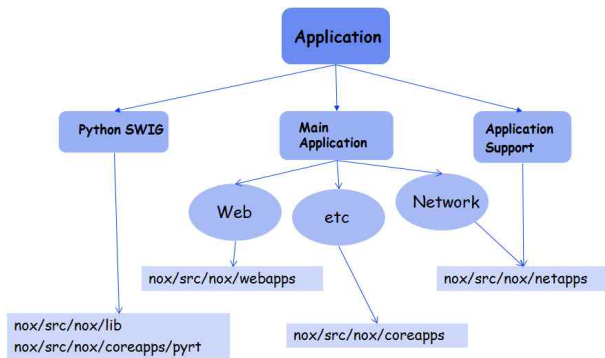 Application
Python SWIG
Main
Application
Application
Support
Web
etc
Network
nox/src/nox/webapps
nox/src/nox/netapps
nox/src/nox/lib
nox/src/nox/coreapps/pyrt
nox/src/nox/coreapps